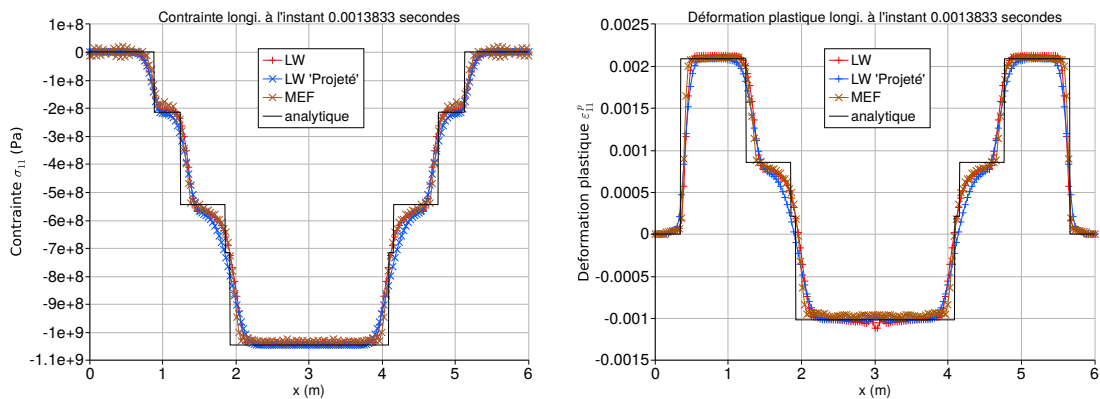 Contrainte longi. à l'instant 0.0013833 secondes
1e+8
0
-1e+8
-2e+8
-3e+8
-4e+8
-5e+8
-6e+8
-7e+8
-8e+8
-9e+8
-1e+9
-1.1e+9
Contrainte σ11 (Pa)
LW
LW 'Projeté'
MEF
analytique
0 1 2 3 4 5 6
x (m)
Déformation plastique longi. à l'instant 0.0013833 secondes
0.0025
0.002
0.0015
0.001
0.0005
0
-0.0005
-0.001
-0.0015
Deformation plastique ε11^p
LW
LW 'Projeté'
MEF
analytique
0 1 2 3 4 5 6
x (m)